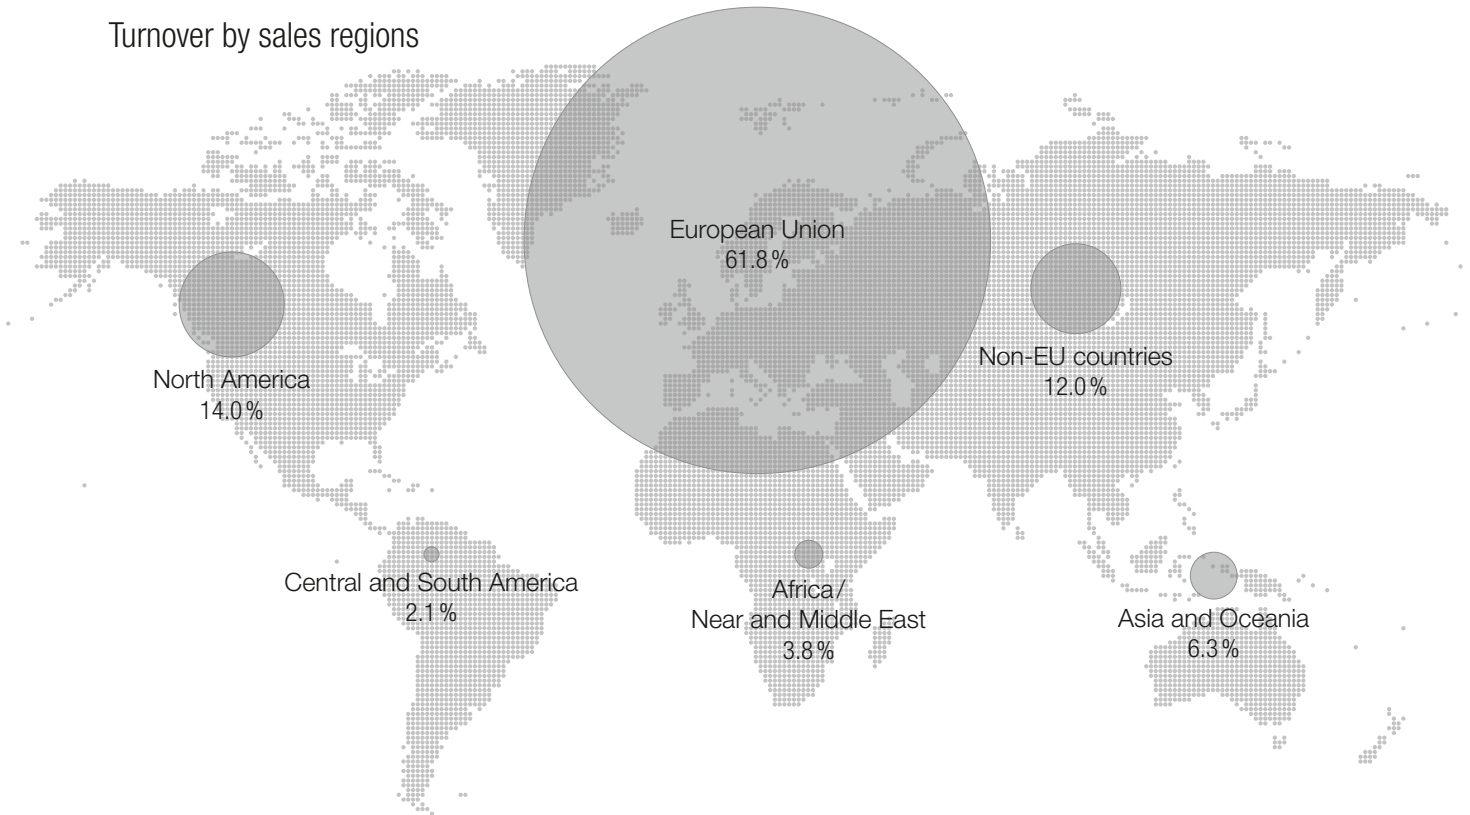 Turnover by sales regions
European Union
61.8 %
Non-EU countries
12.0 %
North America
14.0 %
Central and South America
2.1 %
Africa/
Near and Middle East
3.8 %
Asia and Oceania
6.3 %